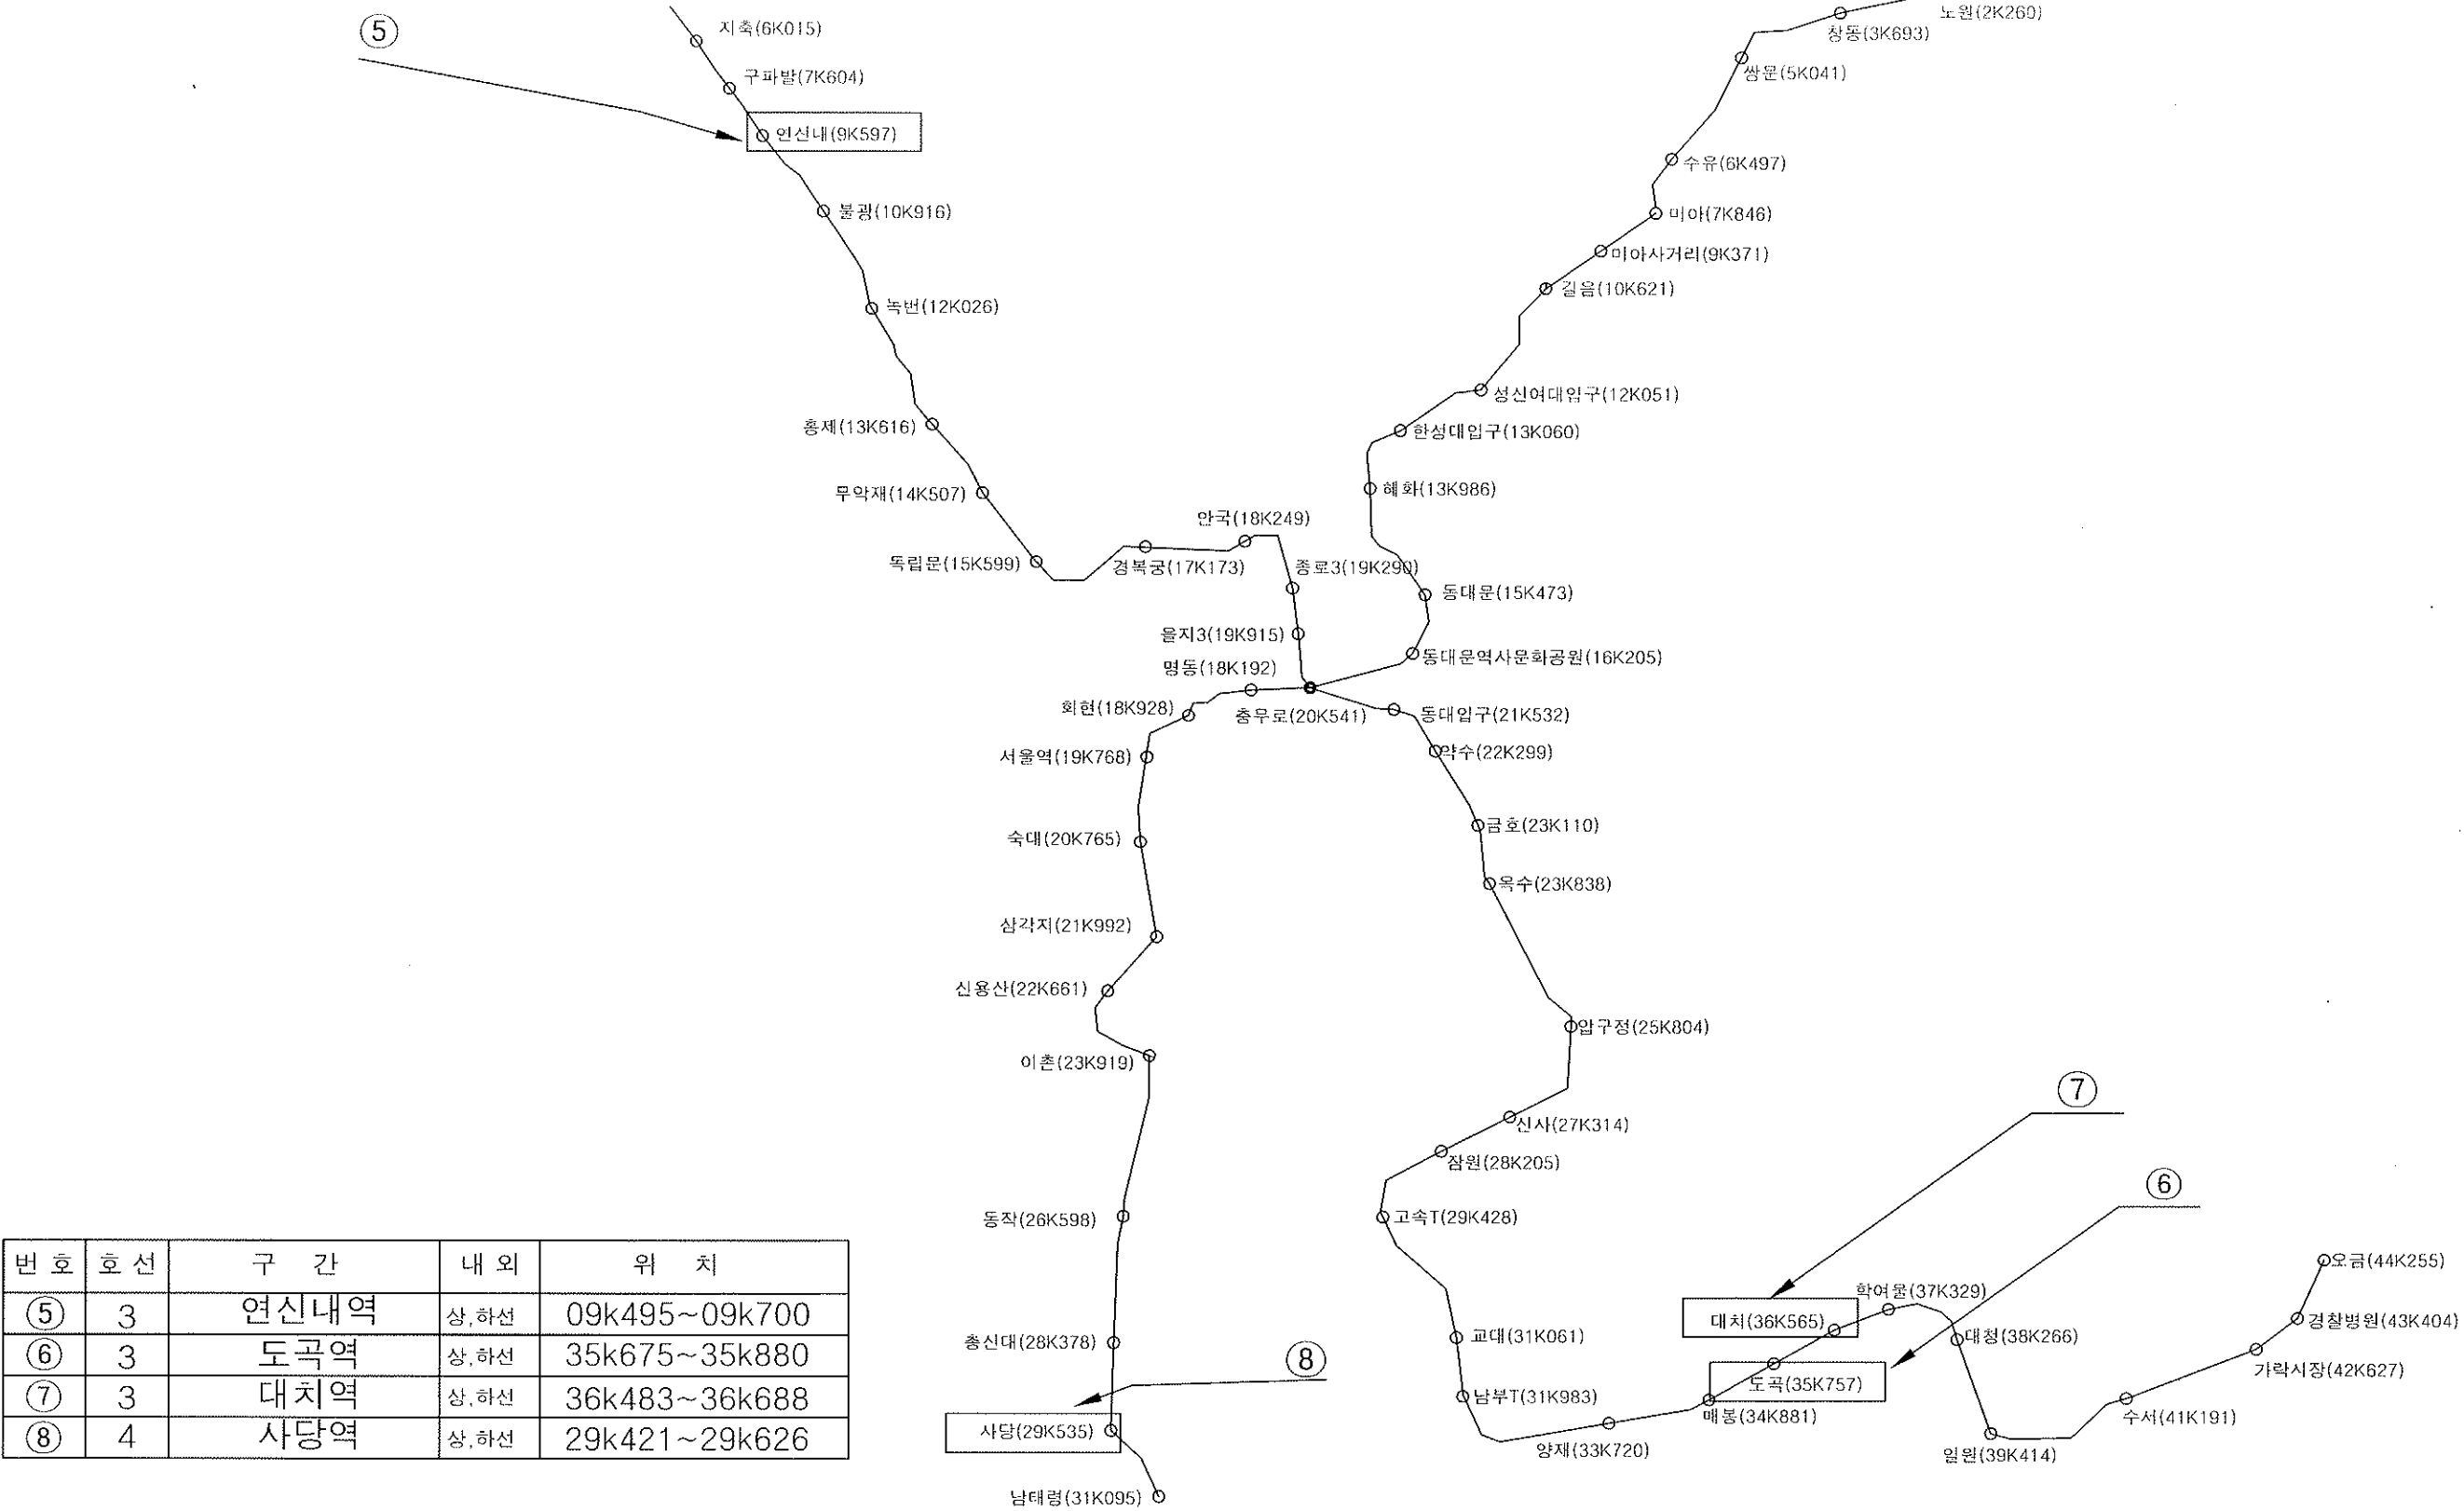 ⑤
지축(6K015)
구파발(7K604)
연신내(9K597)
불광(10K916)
녹번(12K026)
홍제(13K616)
무악재(14K507)
독립문(15K599)
경복궁(17K173)
안국(18K249)
종로3(19K290)
을지3(19K915)
충무로(20K541)
동대입구(21K532)
약수(22K299)
금호(23K110)
옥수(23K838)
압구정(25K804)
신사(27K314)
잠원(28K205)
고속T(29K428)
교대(31K061)
남부T(31K983)
양재(33K720)
매봉(34K881)
도곡(35K757)
⑥
대치(36K565)
⑦
학여울(37K329)
대청(38K266)
일원(39K414)
수서(41K191)
가락시장(42K627)
경찰병원(43K404)
오금(44K255)
노원(2K260)
창동(3K693)
쌍문(5K041)
수유(6K497)
미아(7K846)
미아사거리(9K371)
길음(10K621)
성신여대입구(12K051)
한성대입구(13K060)
혜화(13K986)
동대문(15K473)
동대문역사문화공원(16K205)
명동(18K192)
회현(18K928)
서울역(19K768)
숙대(20K765)
삼각지(21K992)
신용산(22K661)
이촌(23K919)
동작(26K598)
총신대(28K378)
⑧
사당(29K535)
남태령(31K095)
번 호 호 선 구 간 내 외 위 치
⑤ 3 연신내역 상,하선 09k495~09k700
⑥ 3 도곡역 상,하선 35k675~35k880
⑦ 3 대치역 상,하선 36k483~36k688
⑧ 4 사당역 상,하선 29k421~29k626